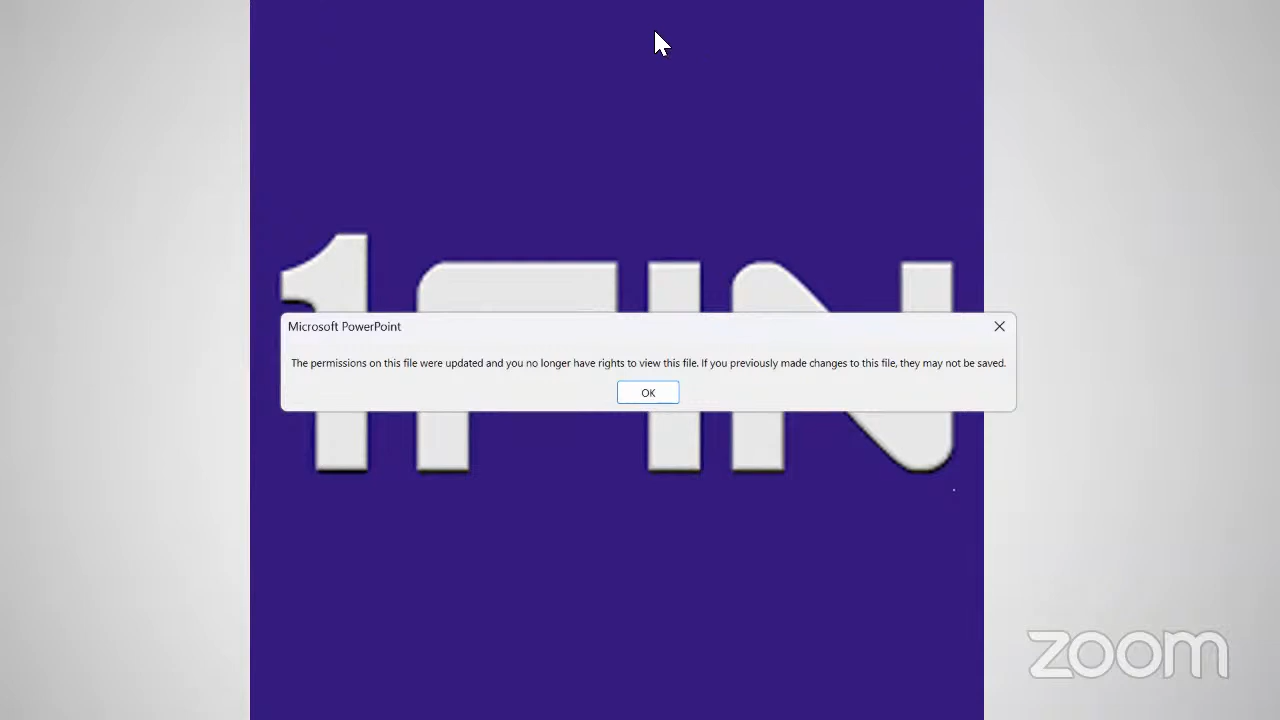 1FIN
Microsoft PowerPoint
The permissions on this file were updated and you no longer have rights to view this file. If you previously made changes to this file, they may not be saved.
OK
zoom